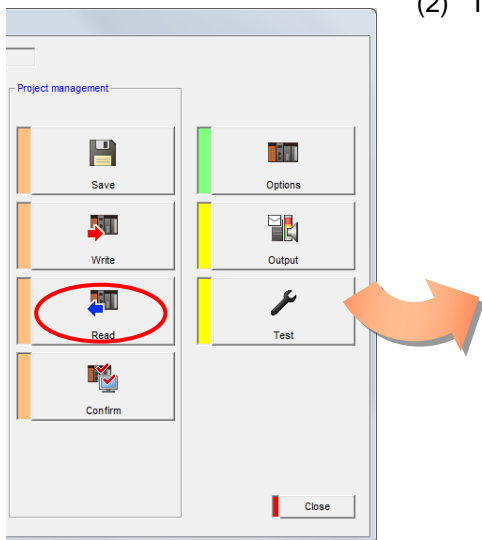 (2)
Project management
Save
Options
Write
Output
Read
Test
Confirm
Close